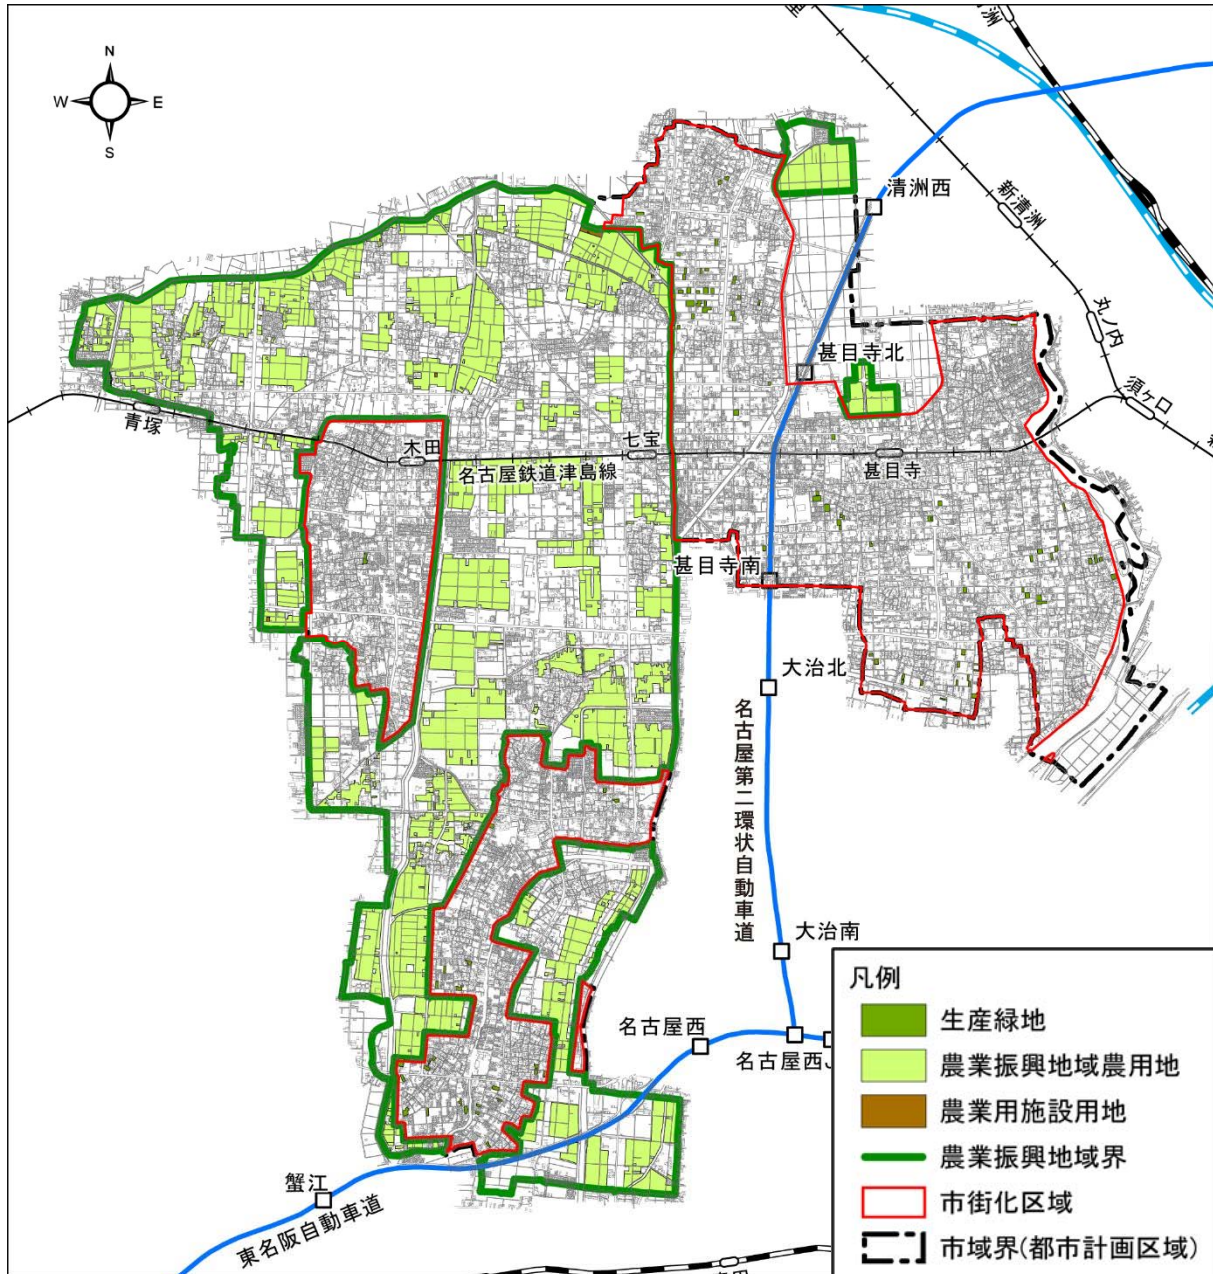 N
W
E
S
清洲西
新清洲
丸ノ内
甚目寺北
須ケ口
青塚
木田
七宝
甚目寺
名古屋鉄道津島線
甚目寺南
大治北
名古屋第二環状自動車道
大治南
名古屋西
名古屋西J
蟹江
東名阪自動車道
凡例
生産緑地
農業振興地域農用地
農業用施設用地
農業振興地域界
市街化区域
市域界(都市計画区域)